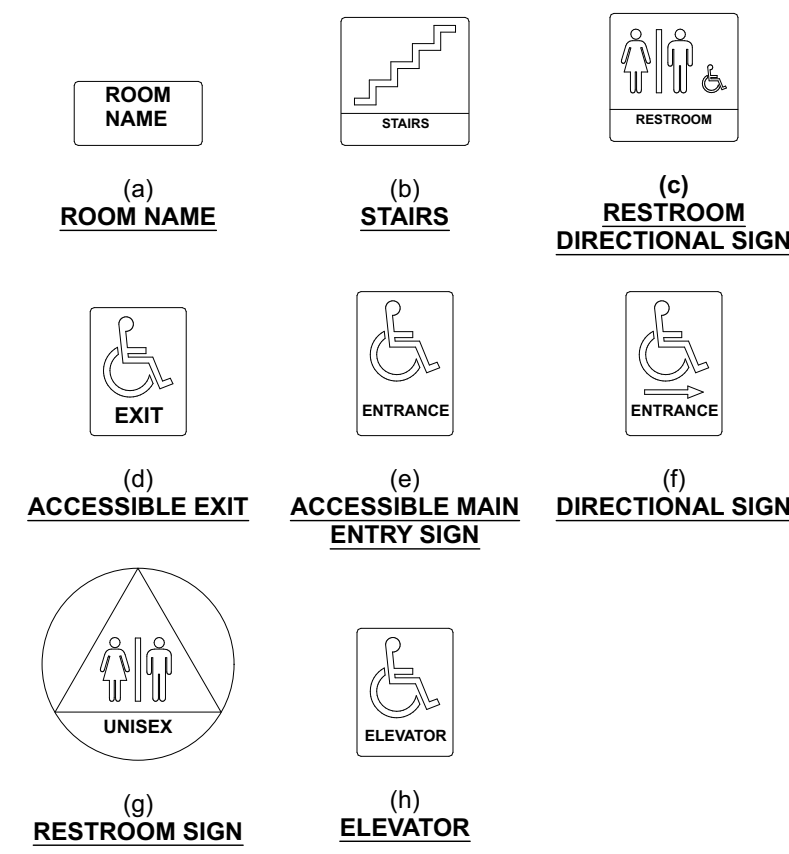 ROOM
NAME
(a)
ROOM NAME
STAIRS
(b)
STAIRS
RESTROOM
(c)
RESTROOM
DIRECTIONAL SIGN
EXIT
(d)
ACCESSIBLE EXIT
ENTRANCE
(e)
ACCESSIBLE MAIN
ENTRY SIGN
ENTRANCE
(f)
DIRECTIONAL SIGN
UNISEX
(g)
RESTROOM SIGN
ELEVATOR
(h)
ELEVATOR